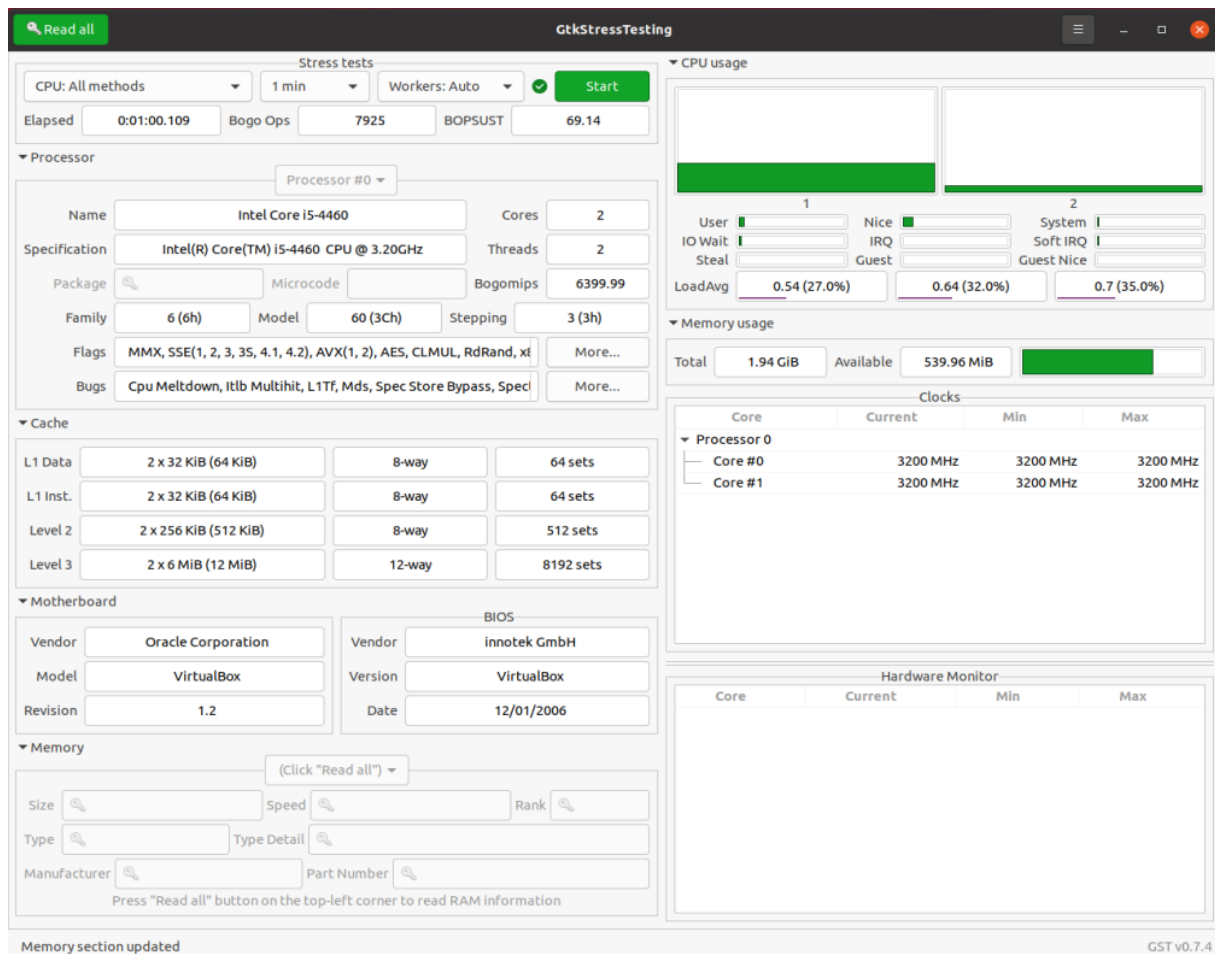 Read all
GtkStressTesting
Stress tests
CPU: All methods 1 min Workers: Auto Start
Elapsed 0:01:00.109 Bogo Ops 7925 BOPSUST 69.14
Processor
Processor #0
Name Intel Core i5-4460 Cores 2
Specification Intel(R) Core(TM) i5-4460 CPU @ 3.20GHz Threads 2
Package Microcode Bogomips 6399.99
Family 6 (6h) Model 60 (3Ch) Stepping 3 (3h)
Flags MMX, SSE(1, 2, 3, 3S, 4.1, 4.2), AVX(1, 2), AES, CLMUL, RdRand, More...
Bugs Cpu Meltdown, Itlb Multihit, L1Tf, Mds, Spec Store Bypass, More...
Cache
L1 Data 2 x 32 KiB (64 KiB) 8-way 64 sets
L1 Inst. 2 x 32 KiB (64 KiB) 8-way 64 sets
Level 2 2 x 256 KiB (512 KiB) 8-way 512 sets
Level 3 2 x 6 MiB (12 MiB) 12-way 8192 sets
Motherboard
Vendor Oracle Corporation
Model VirtualBox
Revision 1.2
BIOS
Vendor innotek GmbH
Version VirtualBox
Date 12/01/2006
Memory
(Click "Read all")
Size Speed Rank
Type Type Detail
Manufacturer Part Number
Press "Read all" button on the top-left corner to read RAM information
CPU usage
1 2
User Nice System
IO Wait IRQ Soft IRQ
Steal Guest Guest Nice
LoadAvg 0.54 (27.0%) 0.64 (32.0%) 0.7 (35.0%)
Memory usage
Total 1.94 GiB Available 539.96 MiB
Clocks
Core Current Min Max
Processor 0
Core #0 3200 MHz 3200 MHz 3200 MHz
Core #1 3200 MHz 3200 MHz 3200 MHz
Hardware Monitor
Core Current Min Max
Memory section updated
GST v0.7.4